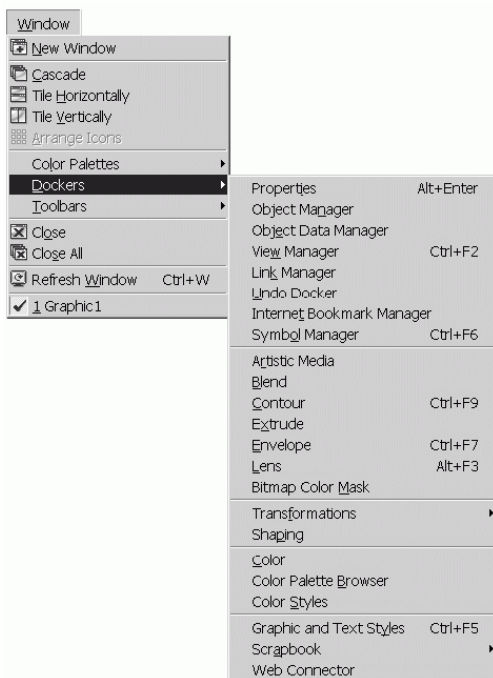 Window
New Window
Cascade
Tile Horizontally
Tile Vertically
Arrange Icons
Color Palettes
Dockers
Toolbars
Close
Close All
Refresh Window Ctrl+W
1 Graphic1
Properties Alt+Enter
Object Manager
Object Data Manager
View Manager Ctrl+F2
Link Manager
Undo Docker
Internet Bookmark Manager
Symbol Manager Ctrl+F6
Artistic Media
Blend
Contour Ctrl+F9
Extrude
Envelope Ctrl+F7
Lens Alt+F3
Bitmap Color Mask
Transformations
Shaping
Color
Color Palette Browser
Color Styles
Graphic and Text Styles Ctrl+F5
Scrapbook
Web Connector